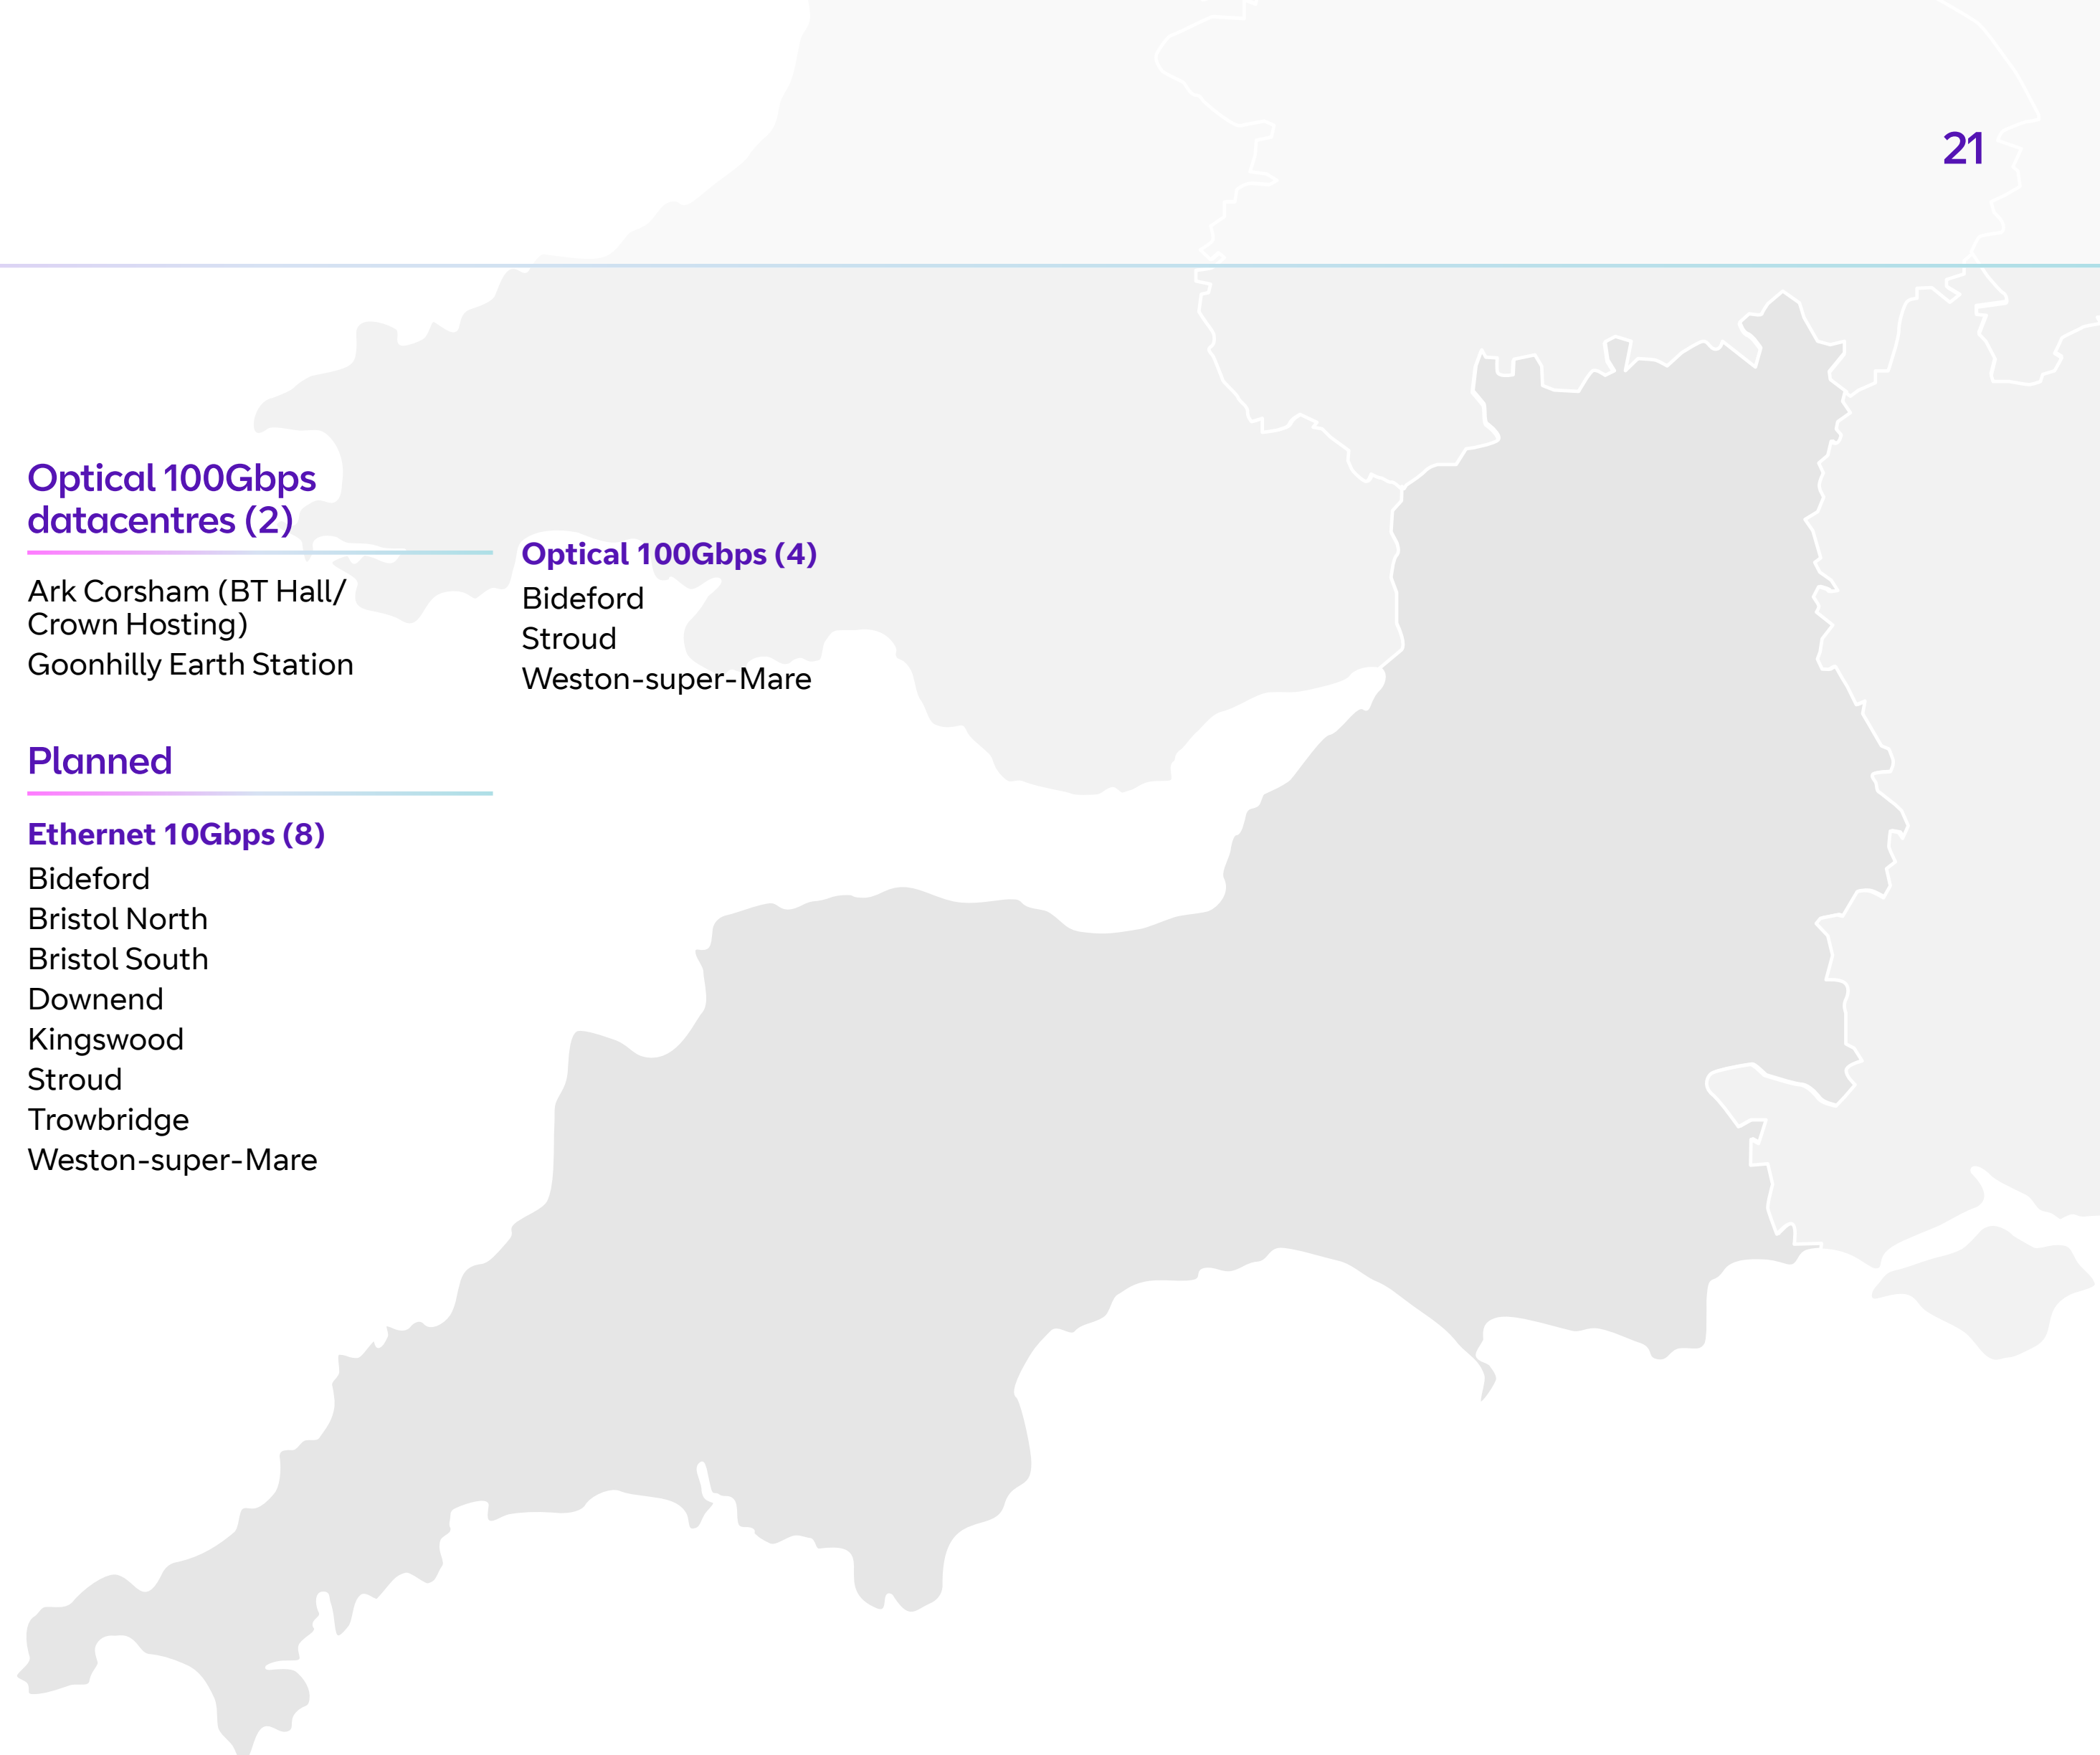 21
Optical 100Gbps
datacentres (2)
Ark Corsham (BT Hall/
Crown Hosting)
Goonhilly Earth Station
Planned
Ethernet 10Gbps (8)
Bideford
Bristol North
Bristol South
Downend
Kingswood
Stroud
Trowbridge
Weston-super-Mare
Optical 100Gbps (4)
Bideford
Stroud
Weston-super-Mare